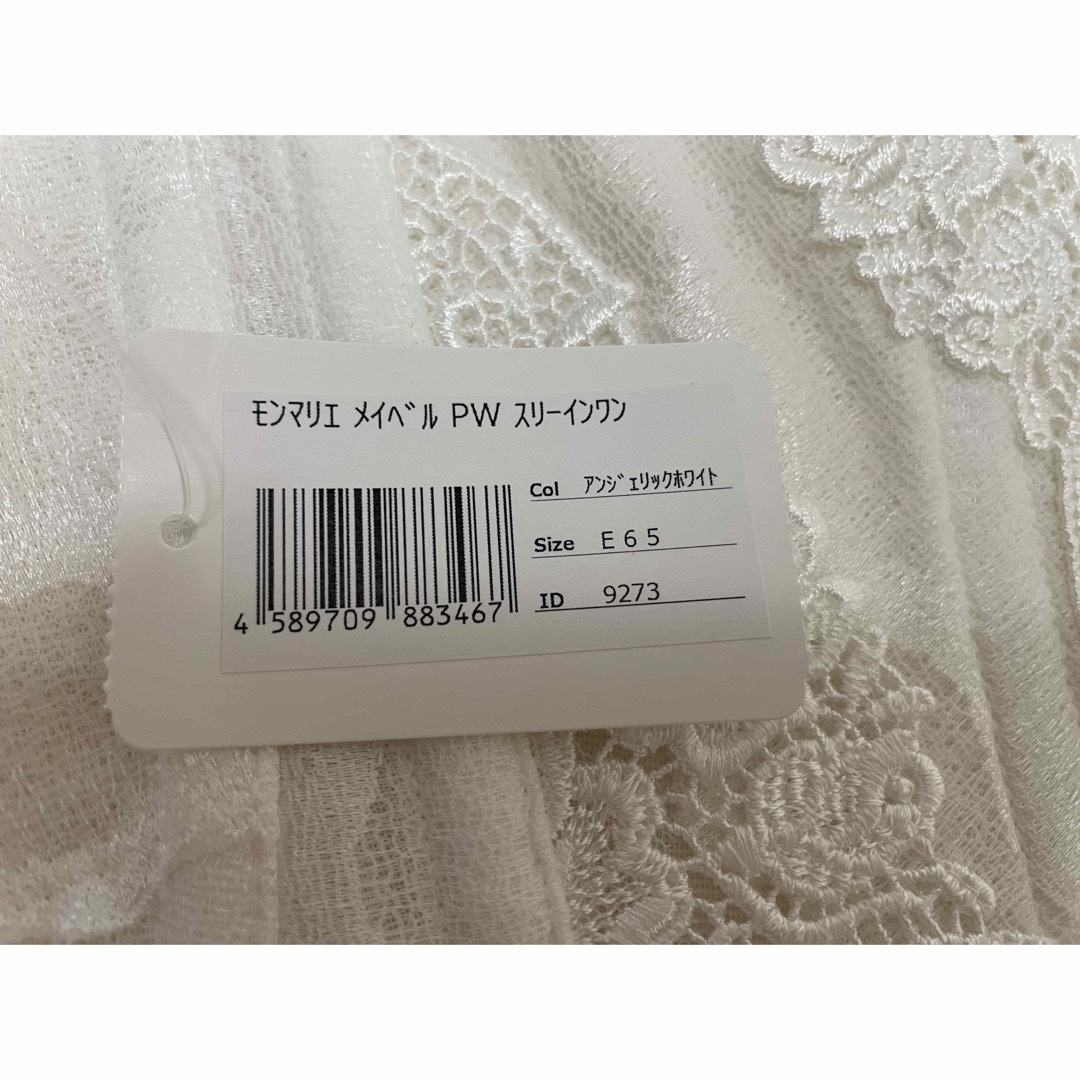 ﾓﾝﾏﾘｴ ﾒｲﾍﾞﾙ PW ｽﾘｰｲﾝﾜﾝ
Col ｱﾝｼﾞｪﾘｯｸﾎﾜｲﾄ
Size Ｅ６５
ID 9273
4 589709 883467